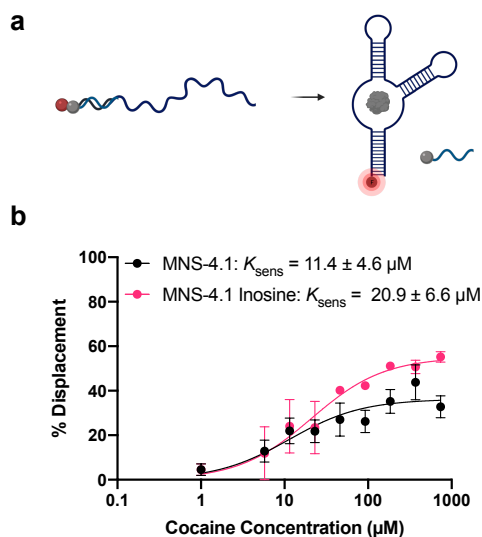 a
F
b
MNS-4.1: Ksens = 11.4 ± 4.6 µM
MNS-4.1 Inosine: Ksens = 20.9 ± 6.6 µM
100
80
60
40
20
0
% Displacement
0.1 1 10 100 1000
Cocaine Concentration (µM)